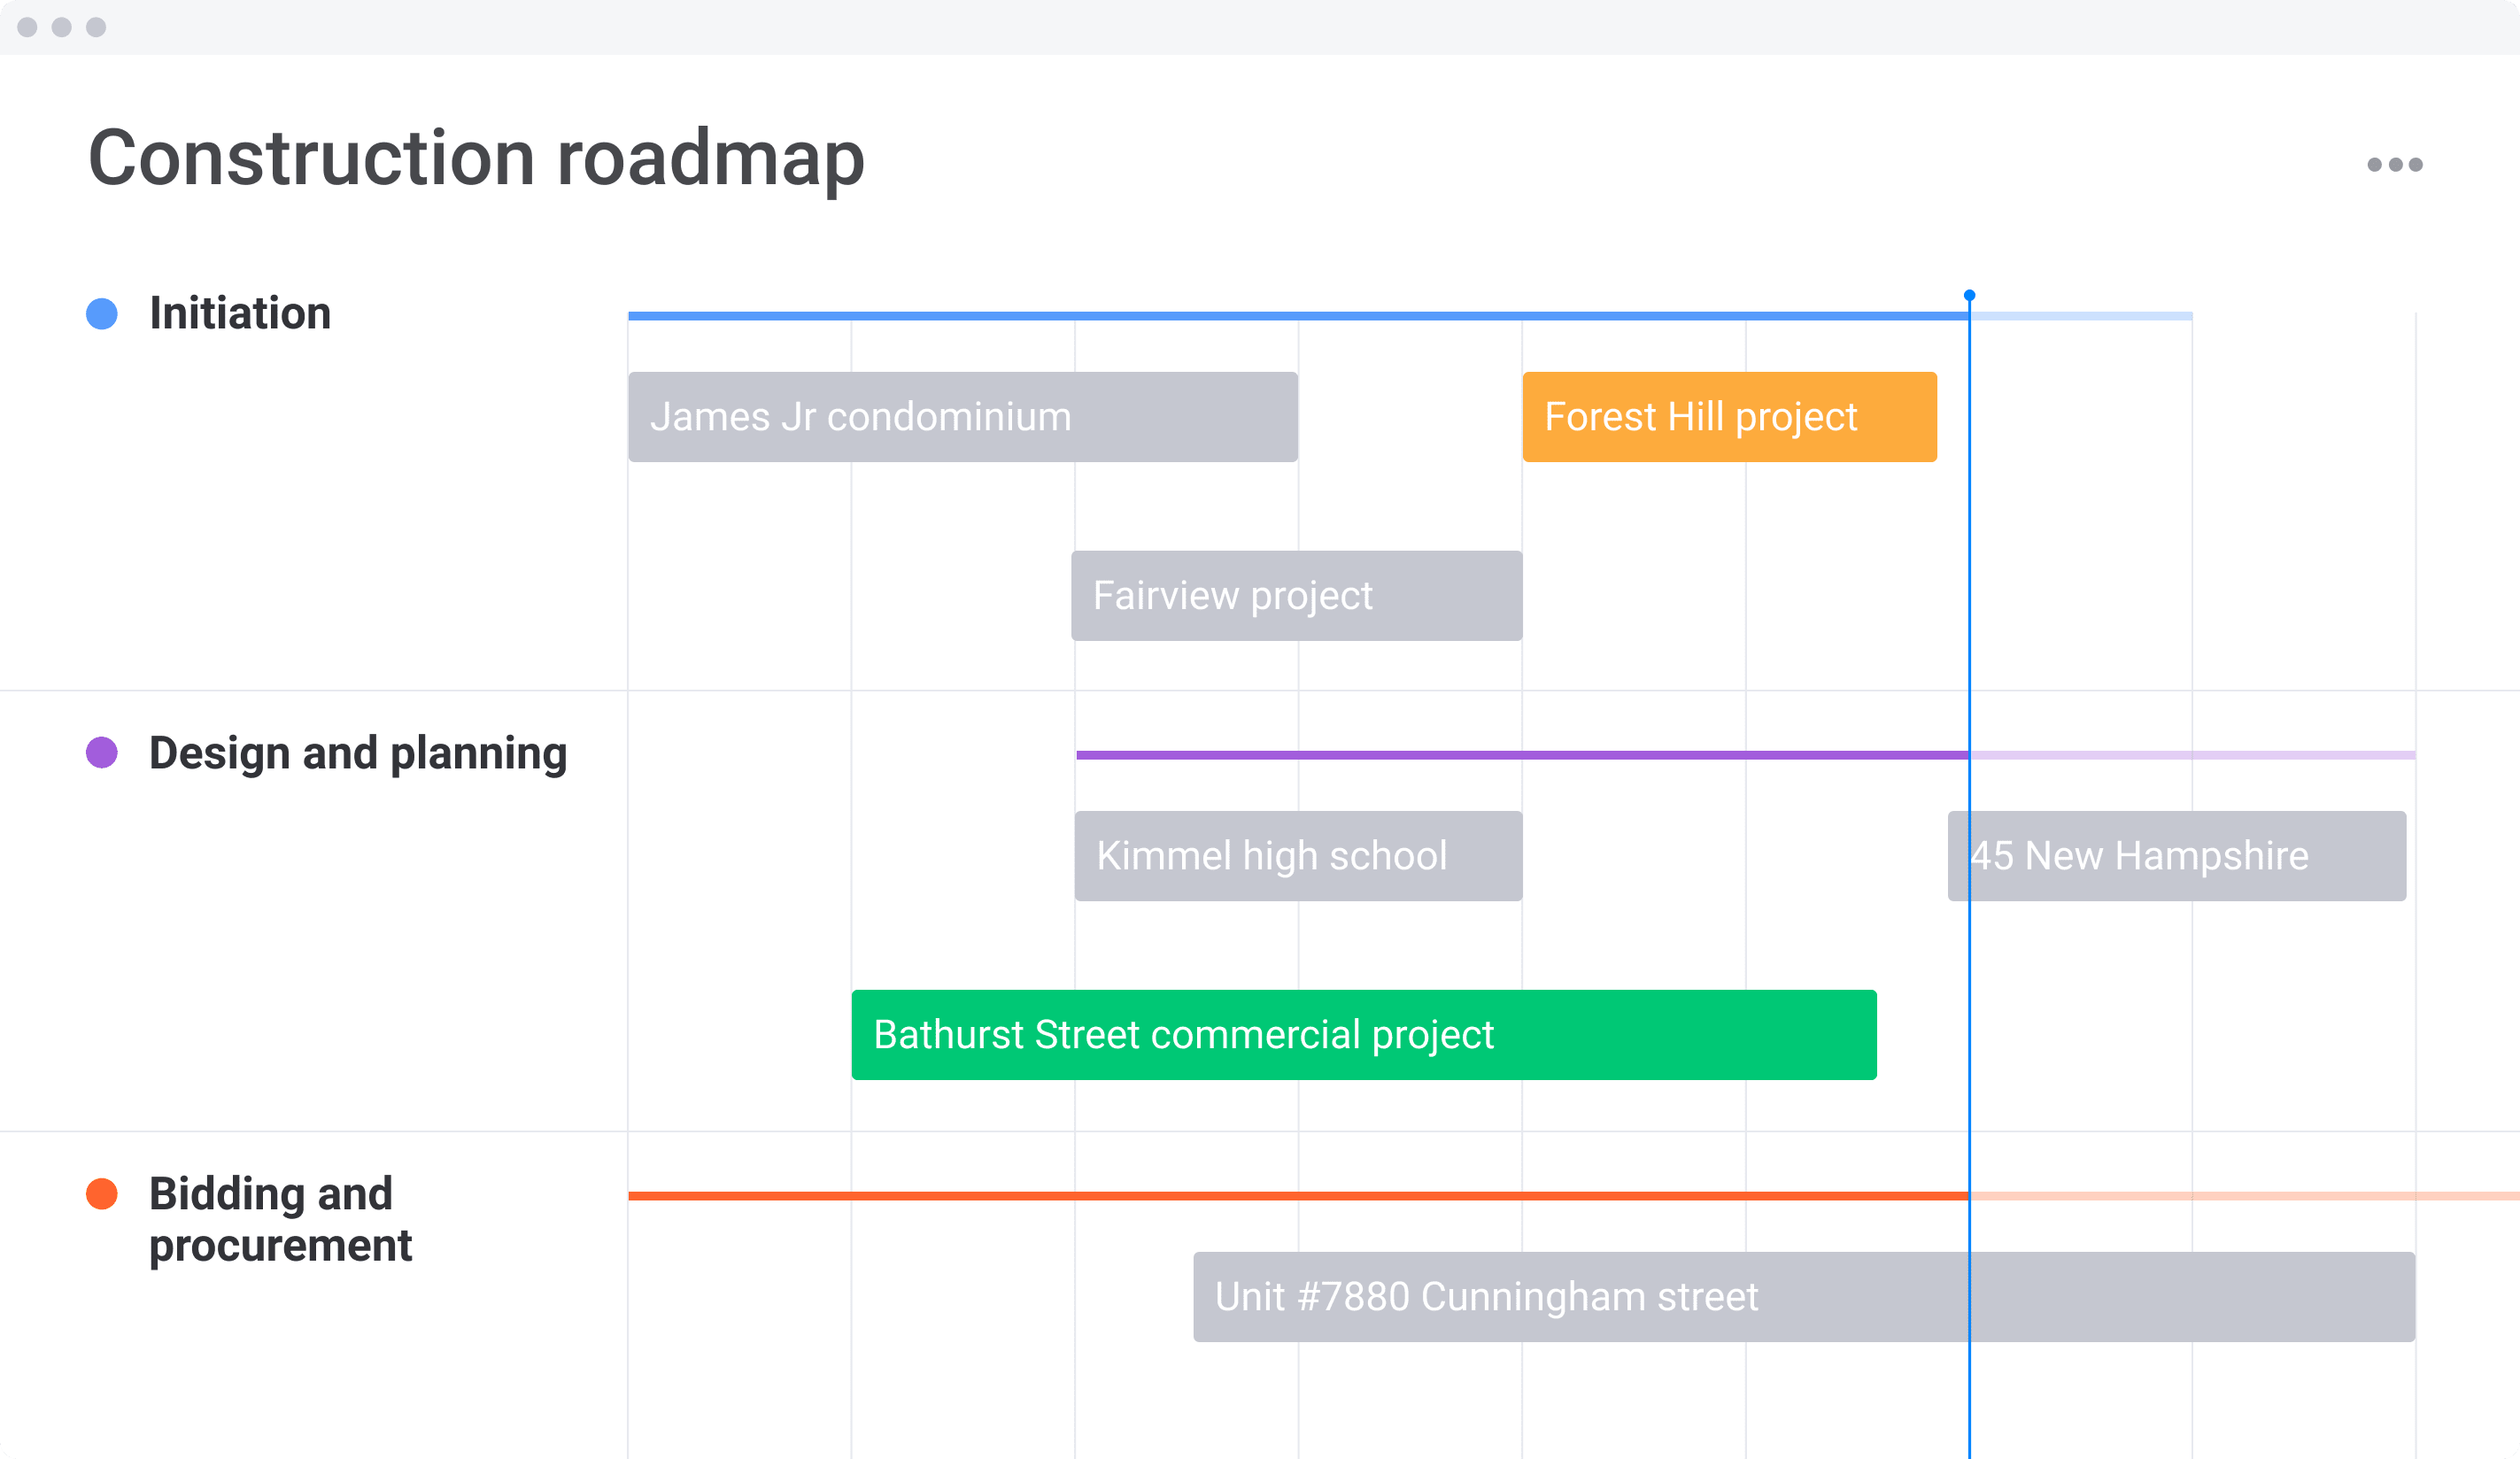 Construction roadmap
Initiation
James Jr condominium
Forest Hill project
Fairview project
Design and planning
Kimmel high school
45 New Hampshire
Bathurst Street commercial project
Bidding and
procurement
Unit #7880 Cunningham street